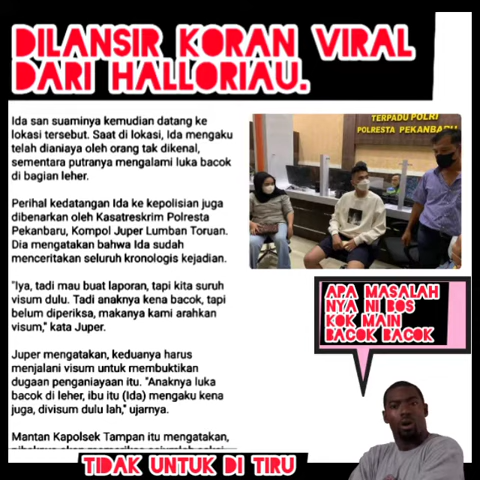 DILANSIR KORAN VIRAL
DARI HALLORIAU.
Ida san suaminya kemudian datang ke
lokasi tersebut. Saat di lokasi, Ida mengaku
telah dianiaya oleh orang tak dikenal,
sementara putranya mengalami luka bacok
di bagian leher.
Perihal kedatangan Ida ke kepolisian juga
dibenarkan oleh Kasatreskrim Polresta
Pekanbaru, Kompol Juper Lumban Toruan.
Dia mengatakan bahwa Ida sudah
menceritakan seluruh kronologis kejadian.
"Iya, tadi mau buat laporan, tapi kita suruh
visum dulu. Tadi anaknya kena bacok, tapi
belum diperiksa, makanya kami arahkan
visum," kata Juper.
Juper mengatakan, keduanya harus
menjalani visum untuk membuktikan
dugaan penganiayaan itu. "Anaknya luka
bacok di leher, ibu itu (Ida) mengaku kena
juga, divisum dulu lah," ujarnya.
Mantan Kapolsek Tampan itu mengatakan,
TERPADU POLRI
POLRESTA PEKANBARU
APA MASALAH
NYA NI BOS
KOK MAIN
BACOK BACOK
TIDAK UNTUK DI TIRU